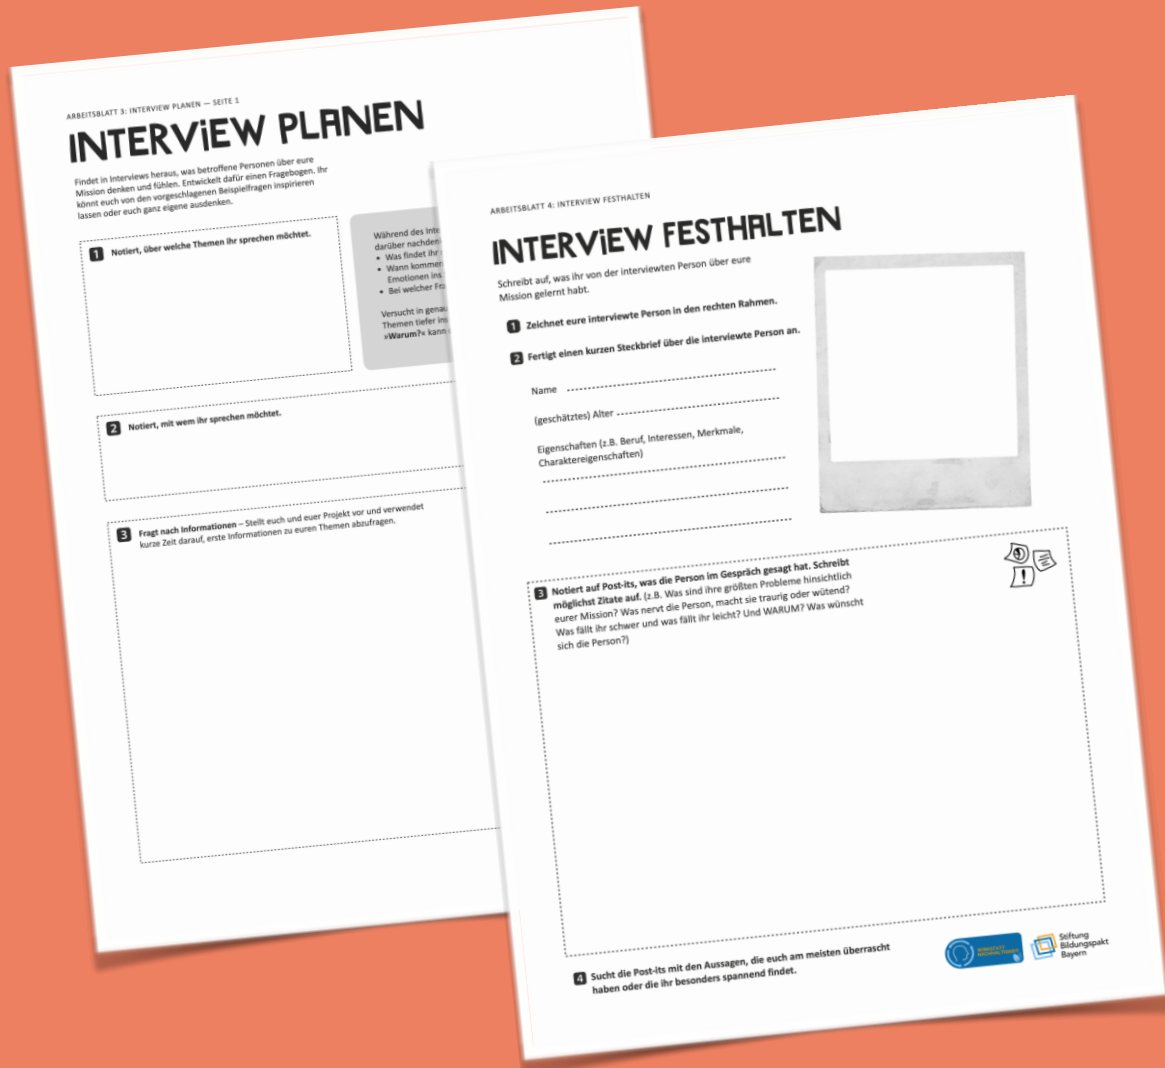 ARBEITSBLATT 3: INTERVIEW PLANEN — SEITE 1
INTERVIEW PLANEN
Findet in Interviews heraus, was betroffene Personen über eure
Mission denken und fühlen. Entwickelt dafür einen Fragebogen. Ihr
könnt euch von den vorgeschlagenen Beispielfragen inspirieren
lassen oder euch ganz eigene ausdenken.
1 Notiert, über welche Themen ihr sprechen möchtet.
Während des
darüber
• Was findet ihr
• Wann kommen
Emotionen ins
• Bei welcher
Versucht in
Themen tiefer
»Warum?« kann
2 Notiert, mit wem ihr sprechen möchtet.
3 Fragt nach Informationen – Stellt euch und euer Projekt vor und verwendet
kurze Zeit darauf, erste Informationen zu euren Themen abzufragen.
ARBEITSBLATT 4: INTERVIEW FESTHALTEN
INTERVIEW FESTHALTEN
Schreibt auf, was ihr von der interviewten Person über eure
Mission gelernt habt.
1 Zeichnet eure interviewte Person in den rechten Rahmen.
2 Fertigt einen kurzen Steckbrief über die interviewte Person an.
Name
(geschätztes) Alter
Eigenschaften (z.B. Beruf, Interessen, Merkmale,
Charaktereigenschaften)
3 Notiert auf Post-its, was die Person im Gespräch gesagt hat. Schreibt
möglichst Zitate auf. (z.B. Was sind ihre größten Probleme hinsichtlich
eurer Mission? Was nervt die Person, macht sie traurig oder wütend?
Was fällt ihr schwer und was fällt ihr leicht? Und WARUM? Was wünscht
sich die Person?)
4 Sucht die Post-its mit den Aussagen, die euch am meisten überrascht
haben oder die ihr besonders spannend findet.
WERKSTATT
NACHHALTIGKEIT
Stiftung
Bildungspakt
Bayern